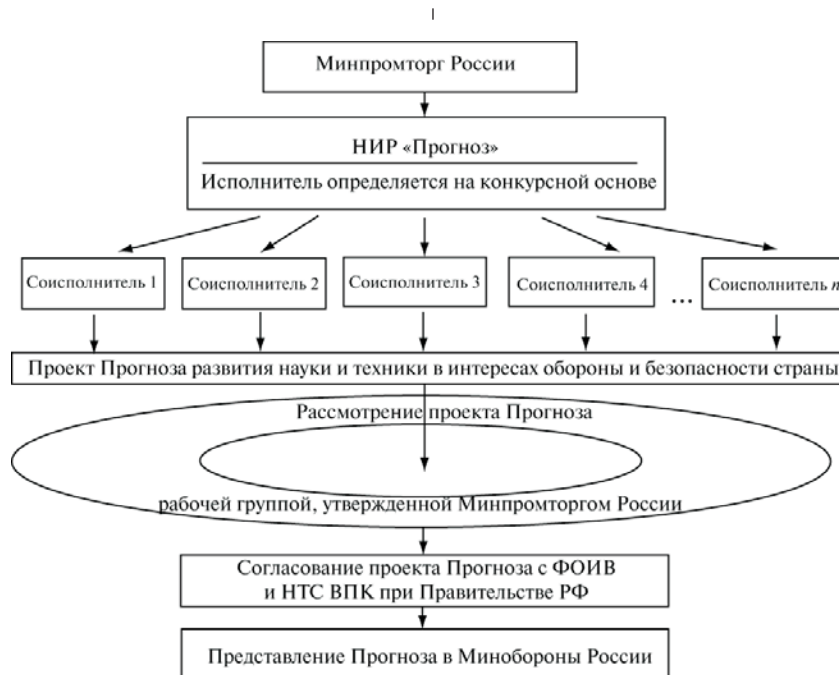 Минпромторг России
НИР «Прогноз»
Исполнитель определяется на конкурсной основе
Соисполнитель 1
Соисполнитель 2
Соисполнитель 3
Соисполнитель 4
...
Соисполнитель n
Проект Прогноза развития науки и техники в интересах обороны и безопасности страны
Рассмотрение проекта Прогноза
рабочей группой, утвержденной Минпромторгом России
Согласование проекта Прогноза с ФОИВ
и НТС ВПК при Правительстве РФ
Представление Прогноза в Минобороны России